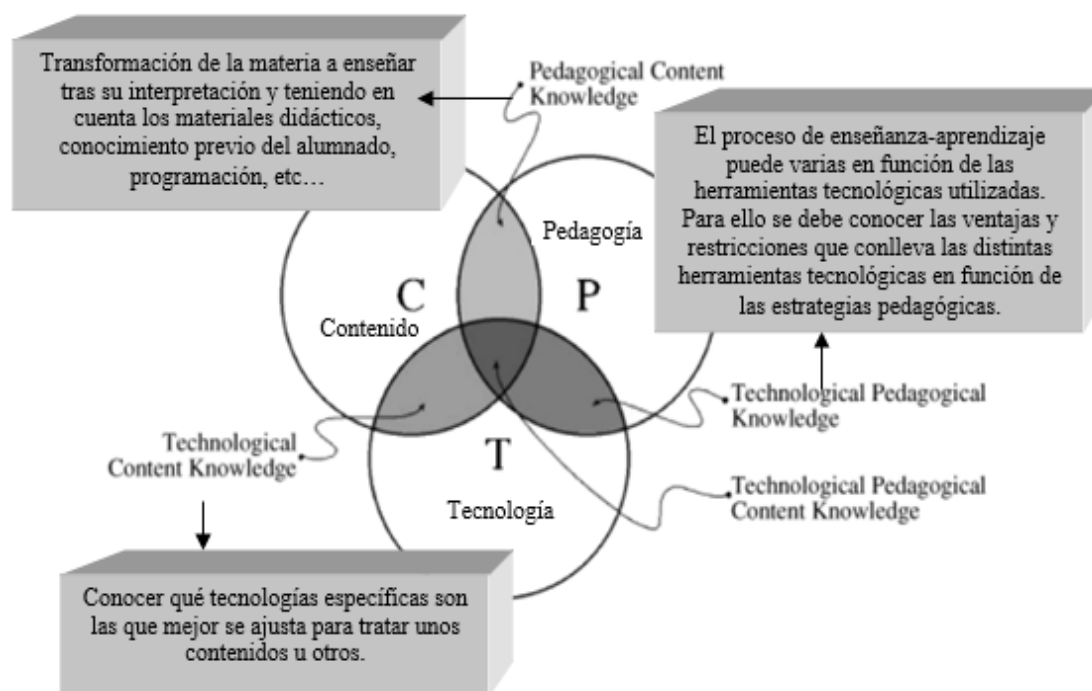 Transformación de la materia a enseñar
tras su interpretación y teniendo en
cuenta los materiales didácticos,
conocimiento previo del alumnado,
programación, etc…
Pedagogical Content
Knowledge
El proceso de enseñanza-aprendizaje
puede varias en función de las
herramientas tecnológicas utilizadas.
Para ello se debe conocer las ventajas y
restricciones que conlleva las distintas
herramientas tecnológicas en función de
las estrategias pedagógicas.
Pedagogía
C
P
Contenido
Technological Pedagogical
Knowledge
Technological
Content Knowledge
T
Technological Pedagogical
Content Knowledge
Tecnología
Conocer qué tecnologías específicas son
las que mejor se ajusta para tratar unos
contenidos u otros.